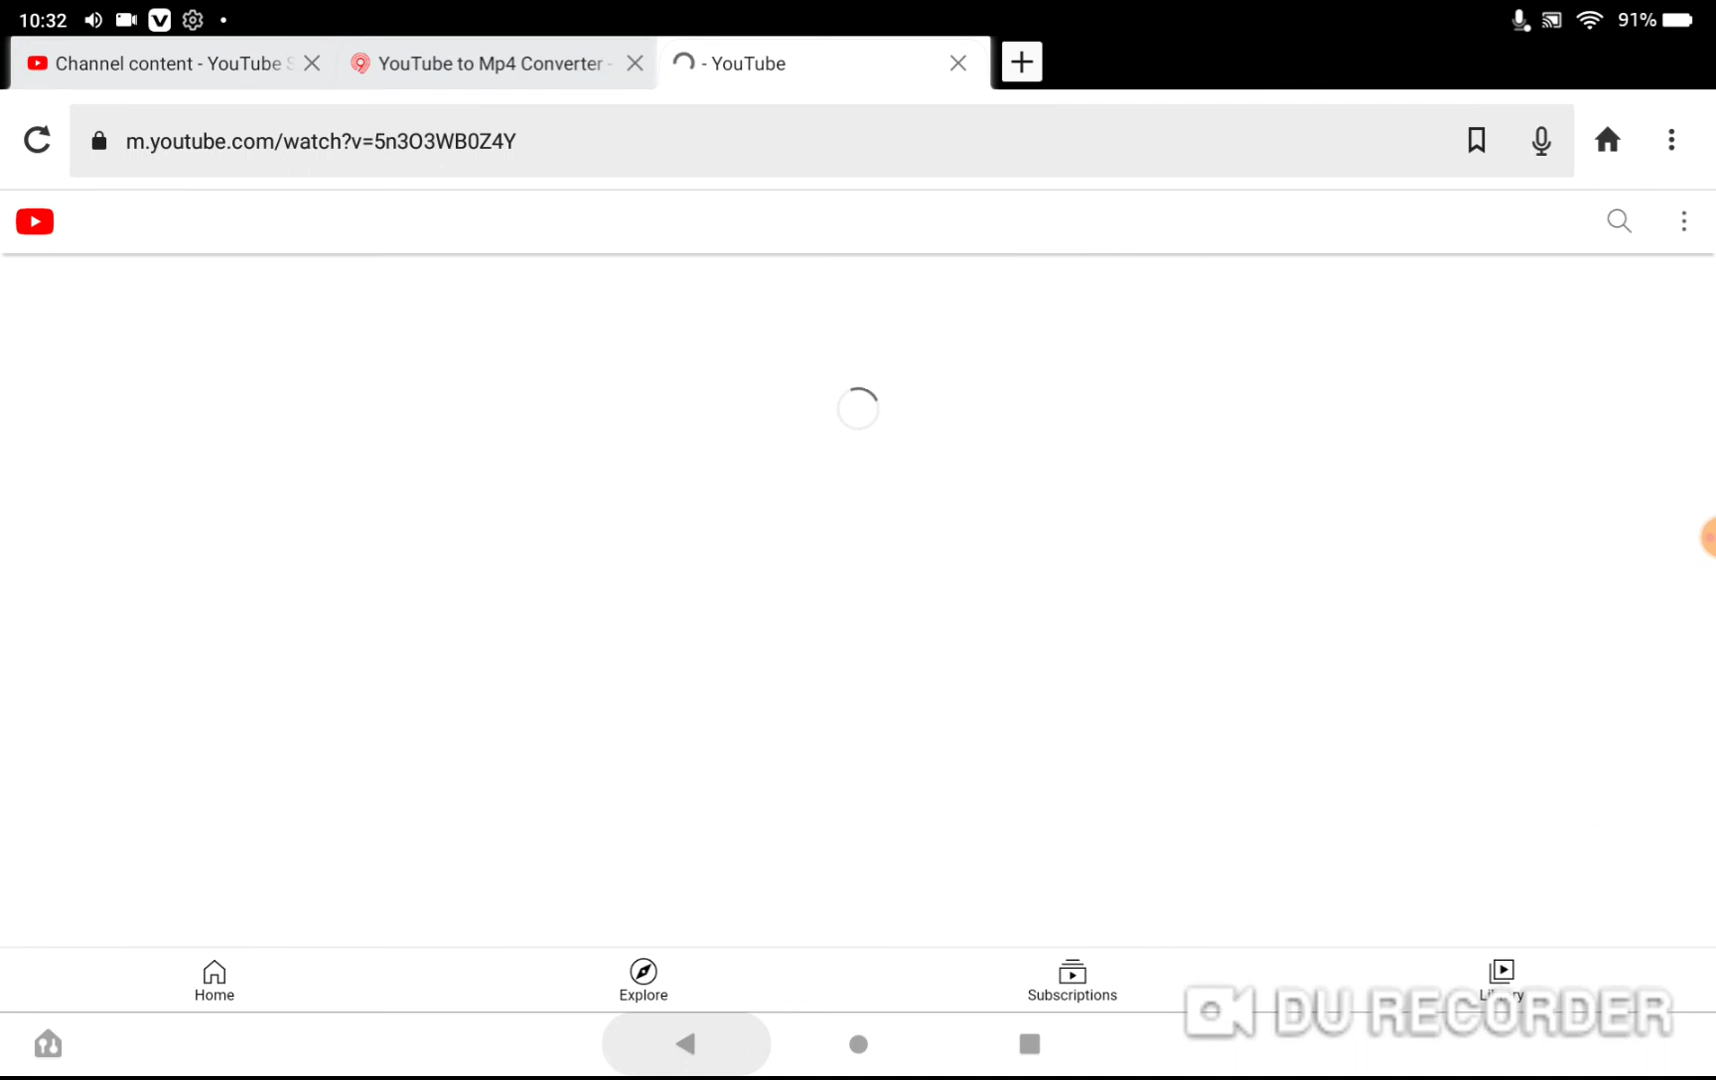 10:32
91%
Channel content - YouTube S
YouTube to Mp4 Converter -
- YouTube
m.youtube.com/watch?v=5n3O3WB0Z4Y
Home
Explore
Subscriptions
Library
DU RECORDER